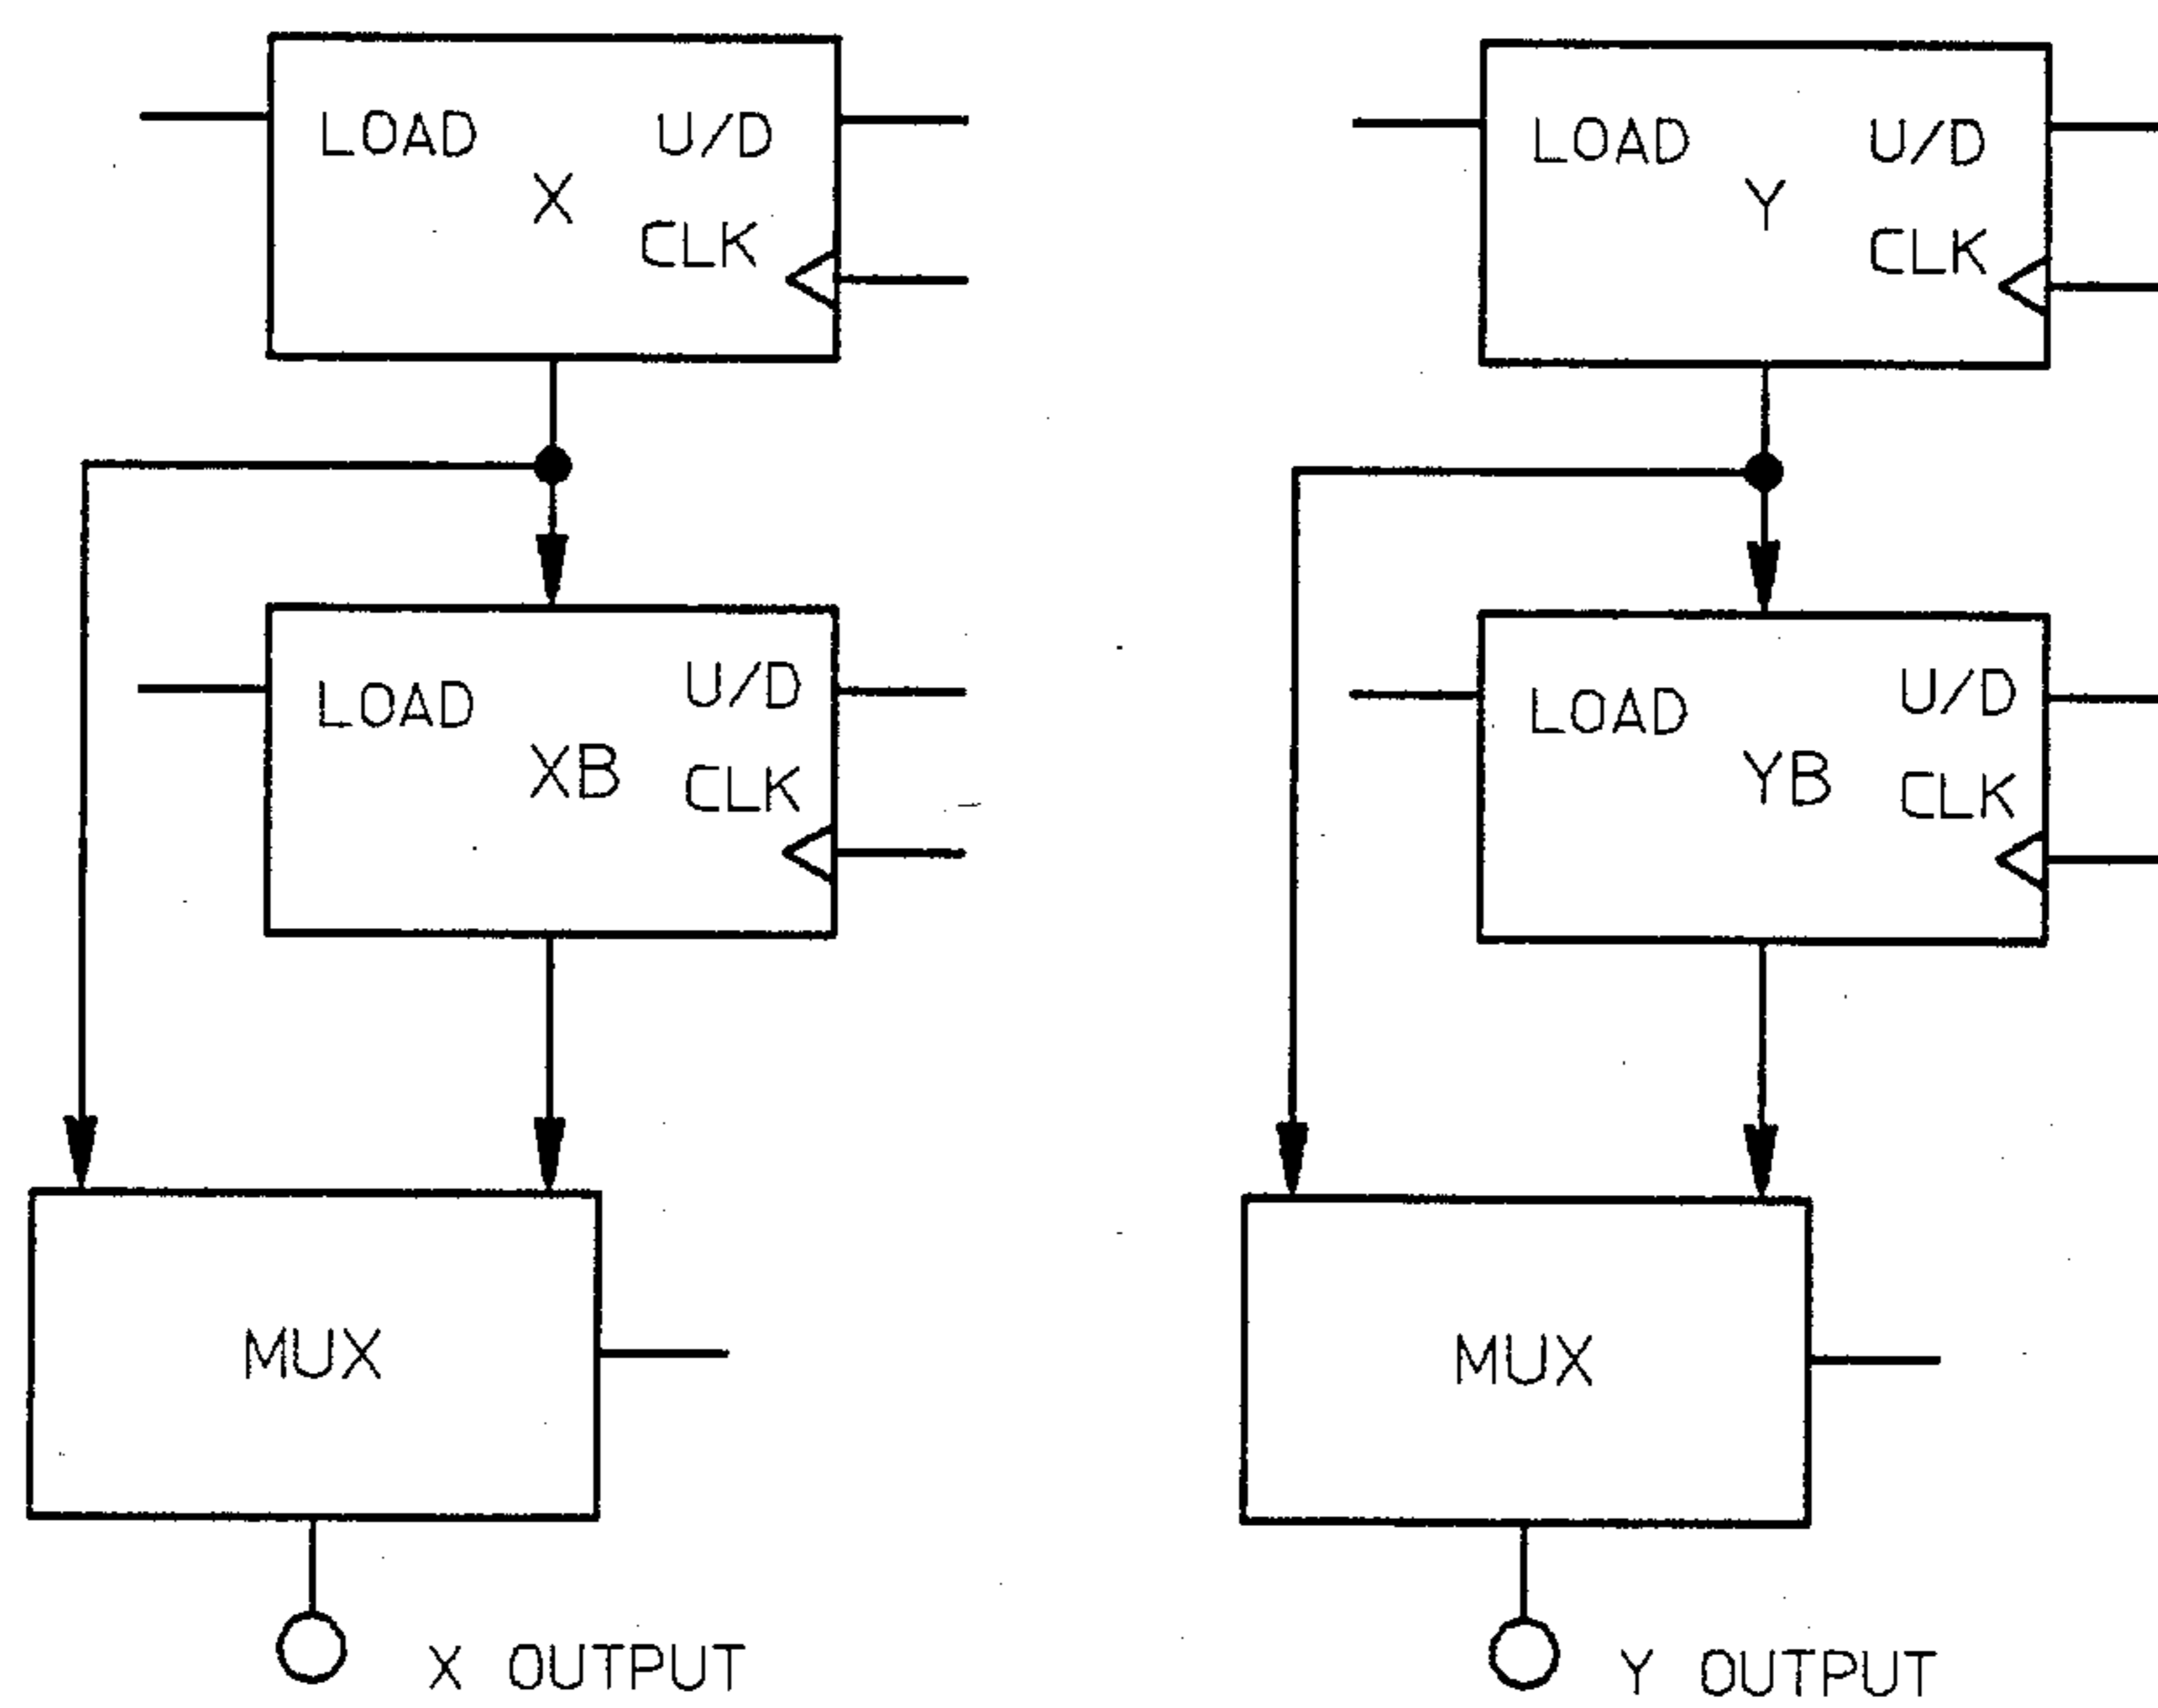 LOAD U/D
X
CLK
LOAD U/D
XB
CLK
MUX
X OUTPUT
LOAD U/D
Y
CLK
LOAD U/D
YB
CLK
MUX
Y OUTPUT